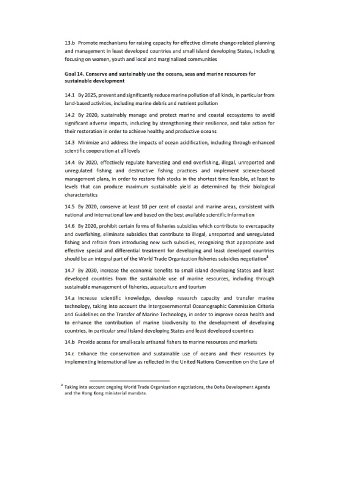 13.b Promote mechanisms for raising capacity for effective climate change-related planning
and management in least developed countries and small island developing States, including
focusing on women, youth and local and marginalized communities
Goal 14. Conserve and sustainably use the oceans, seas and marine resources for
sustainable development
14.1 By 2025, prevent and significantly reduce marine pollution of all kinds, in particular from
land-based activities, including marine debris and nutrient pollution
14.2 By 2020, sustainably manage and protect marine and coastal ecosystems to avoid
significant adverse impacts, including by strengthening their resilience, and take action for
their restoration in order to achieve healthy and productive oceans
14.3 Minimize and address the impacts of ocean acidification, including through enhanced
scientific cooperation at all levels
14.4 By 2020, effectively regulate harvesting and end overfishing, illegal, unreported and
unregulated fishing and destructive fishing practices and implement science-based
management plans, in order to restore fish stocks in the shortest time feasible, at least to
levels that can produce maximum sustainable yield as determined by their biological
characteristics
14.5 By 2020, conserve at least 10 per cent of coastal and marine areas, consistent with
national and international law and based on the best available scientific information
14.6 By 2020, prohibit certain forms of fisheries subsidies which contribute to overcapacity
and overfishing, eliminate subsidies that contribute to illegal, unreported and unregulated
fishing and refrain from introducing new such subsidies, recognizing that appropriate and
effective special and differential treatment for developing and least developed countries
should be an integral part of the World Trade Organization fisheries subsidies negotiation⁴
14.7 By 2030, increase the economic benefits to small island developing States and least
developed countries from the sustainable use of marine resources, including through
sustainable management of fisheries, aquaculture and tourism
14.a Increase scientific knowledge, develop research capacity and transfer marine
technology, taking into account the Intergovernmental Oceanographic Commission Criteria
and Guidelines on the Transfer of Marine Technology, in order to improve ocean health and
to enhance the contribution of marine biodiversity to the development of developing
countries, in particular small island developing States and least developed countries
14.b Provide access for small-scale artisanal fishers to marine resources and markets
14.c Enhance the conservation and sustainable use of oceans and their resources by
implementing international law as reflected in the United Nations Convention on the Law of
⁴ Taking into account ongoing World Trade Organization negotiations, the Doha Development Agenda
and the Hong Kong ministerial mandate.